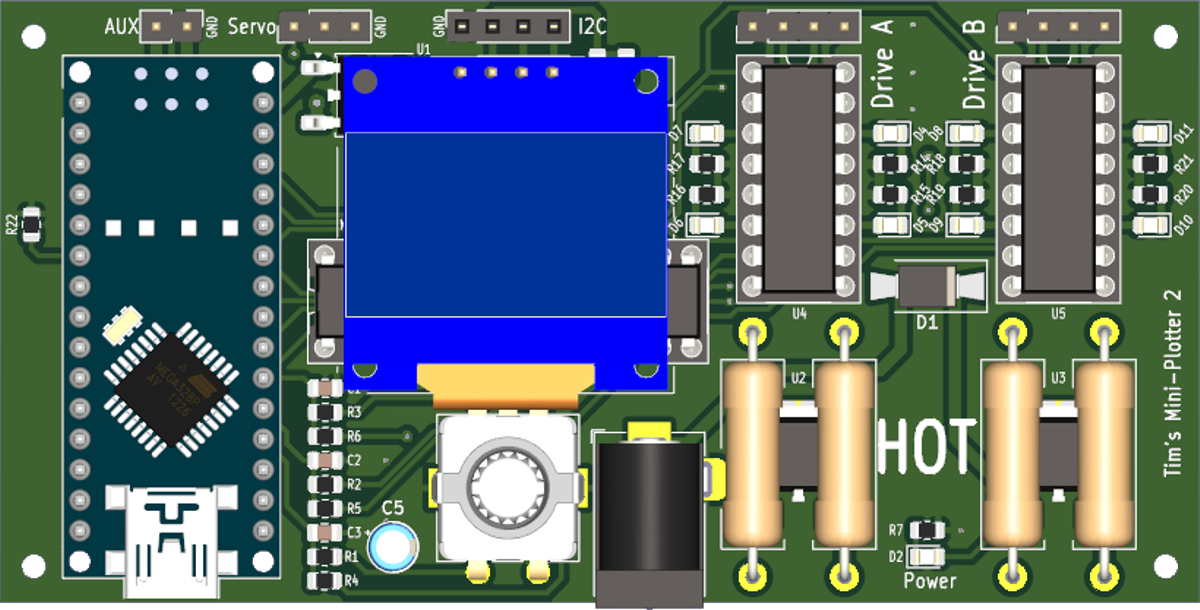 AUX
GND
Servo
GND
GND
I2C
U1
Drive A
Drive B
D7
R17
R16
D6
D4
R14
R15
D5
D8
R18
R19
D9
D11
R21
R20
D10
R22
U4
U5
D1
MEGA328P
AV
1226
R3
R6
C2
R2
R5
C3
R1
R4
C5
U2
U3
HOT
R7
D2
Power
Tim's Mini-Plotter 2